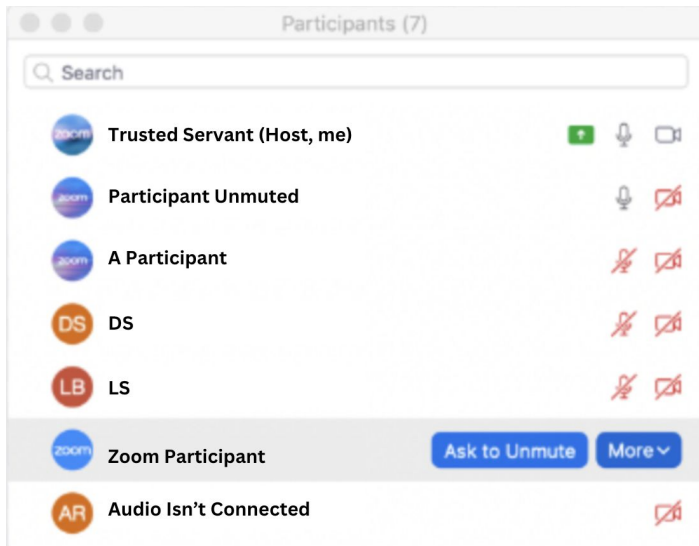 Participants (7)
Search
zoom Trusted Servant (Host, me)
zoom Participant Unmuted
zoom A Participant
DS DS
LB LS
zoom Zoom Participant Ask to Unmute More
AR Audio Isn’t Connected